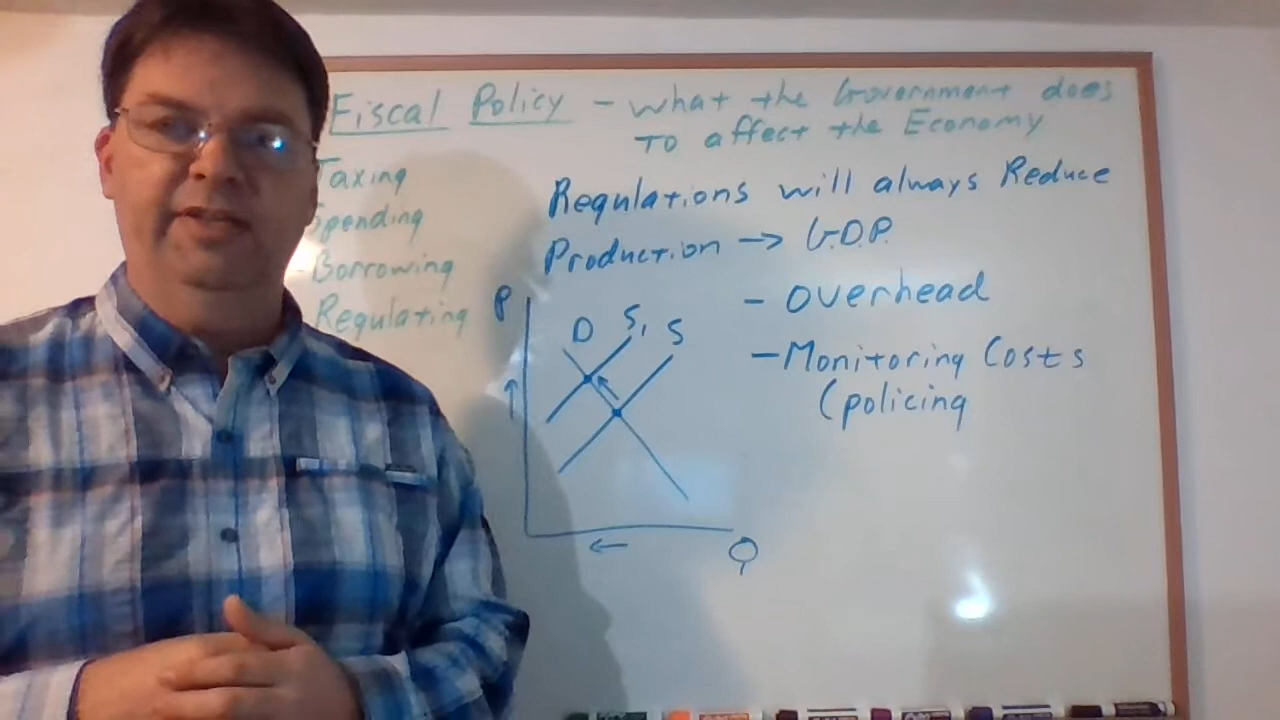 Fiscal Policy - what the Government does
To affect the Economy
Taxing
Spending
-Borrowing
Regulating
Regulations will always Reduce
Production → G.D.P.
- Overhead
- Monitoring Costs
(policing
P
D S₁ S
← Q